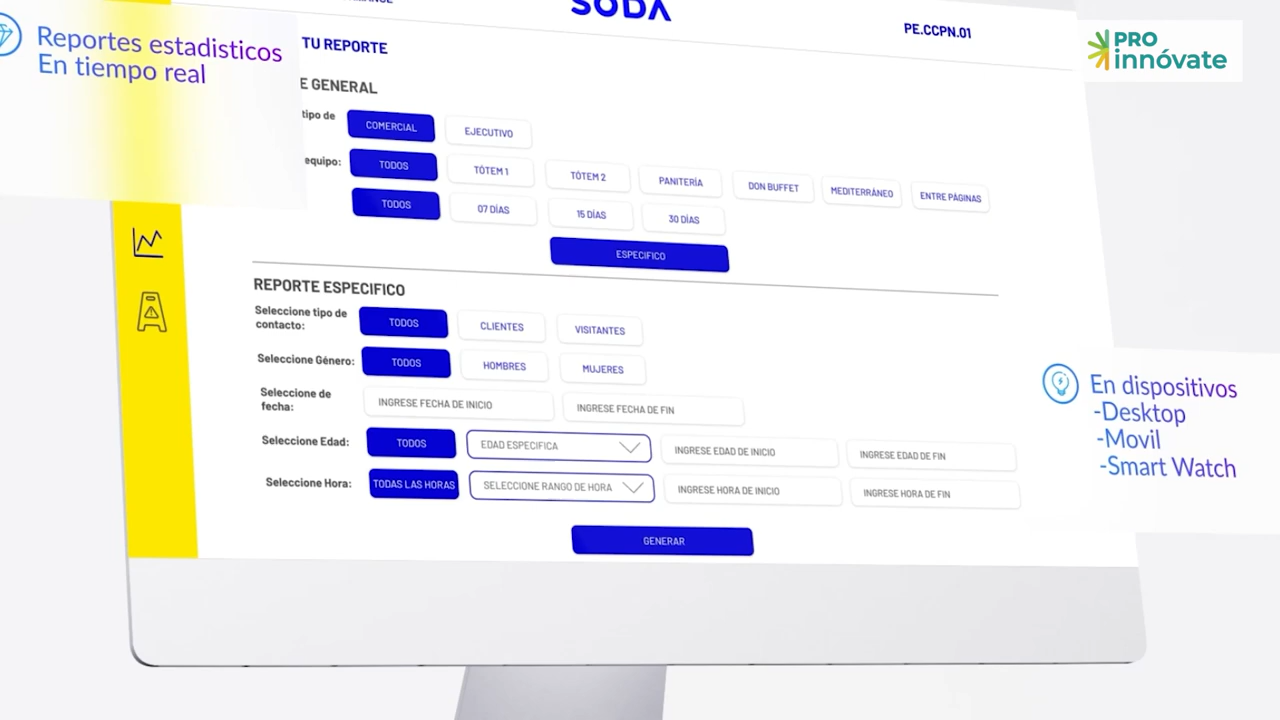 SODA
PE.CCPN.01
PRO
innóvate
Reportes estadisticos
En tiempo real
TU REPORTE
GENERAL
tipo de
COMERCIAL
EJECUTIVO
equipo:
TODOS
TÓTEM 1
TÓTEM 2
PANITERÍA
DON BUFFET
MEDITERRÁNEO
ENTRE PÁGINAS
TODOS
07 DÍAS
15 DÍAS
30 DÍAS
ESPECIFICO
REPORTE ESPECIFICO
Seleccione tipo de
contacto:
TODOS
CLIENTES
VISITANTES
Seleccione Género:
TODOS
HOMBRES
MUJERES
Seleccione de
fecha:
INGRESE FECHA DE INICIO
INGRESE FECHA DE FIN
Seleccione Edad:
TODOS
EDAD ESPECIFICA
INGRESE EDAD DE INICIO
INGRESE EDAD DE FIN
Seleccione Hora:
TODAS LAS HORAS
SELECCIONE RANGO DE HORA
INGRESE HORA DE INICIO
INGRESE HORA DE FIN
GENERAR
En dispositivos
-Desktop
-Movil
-Smart Watch